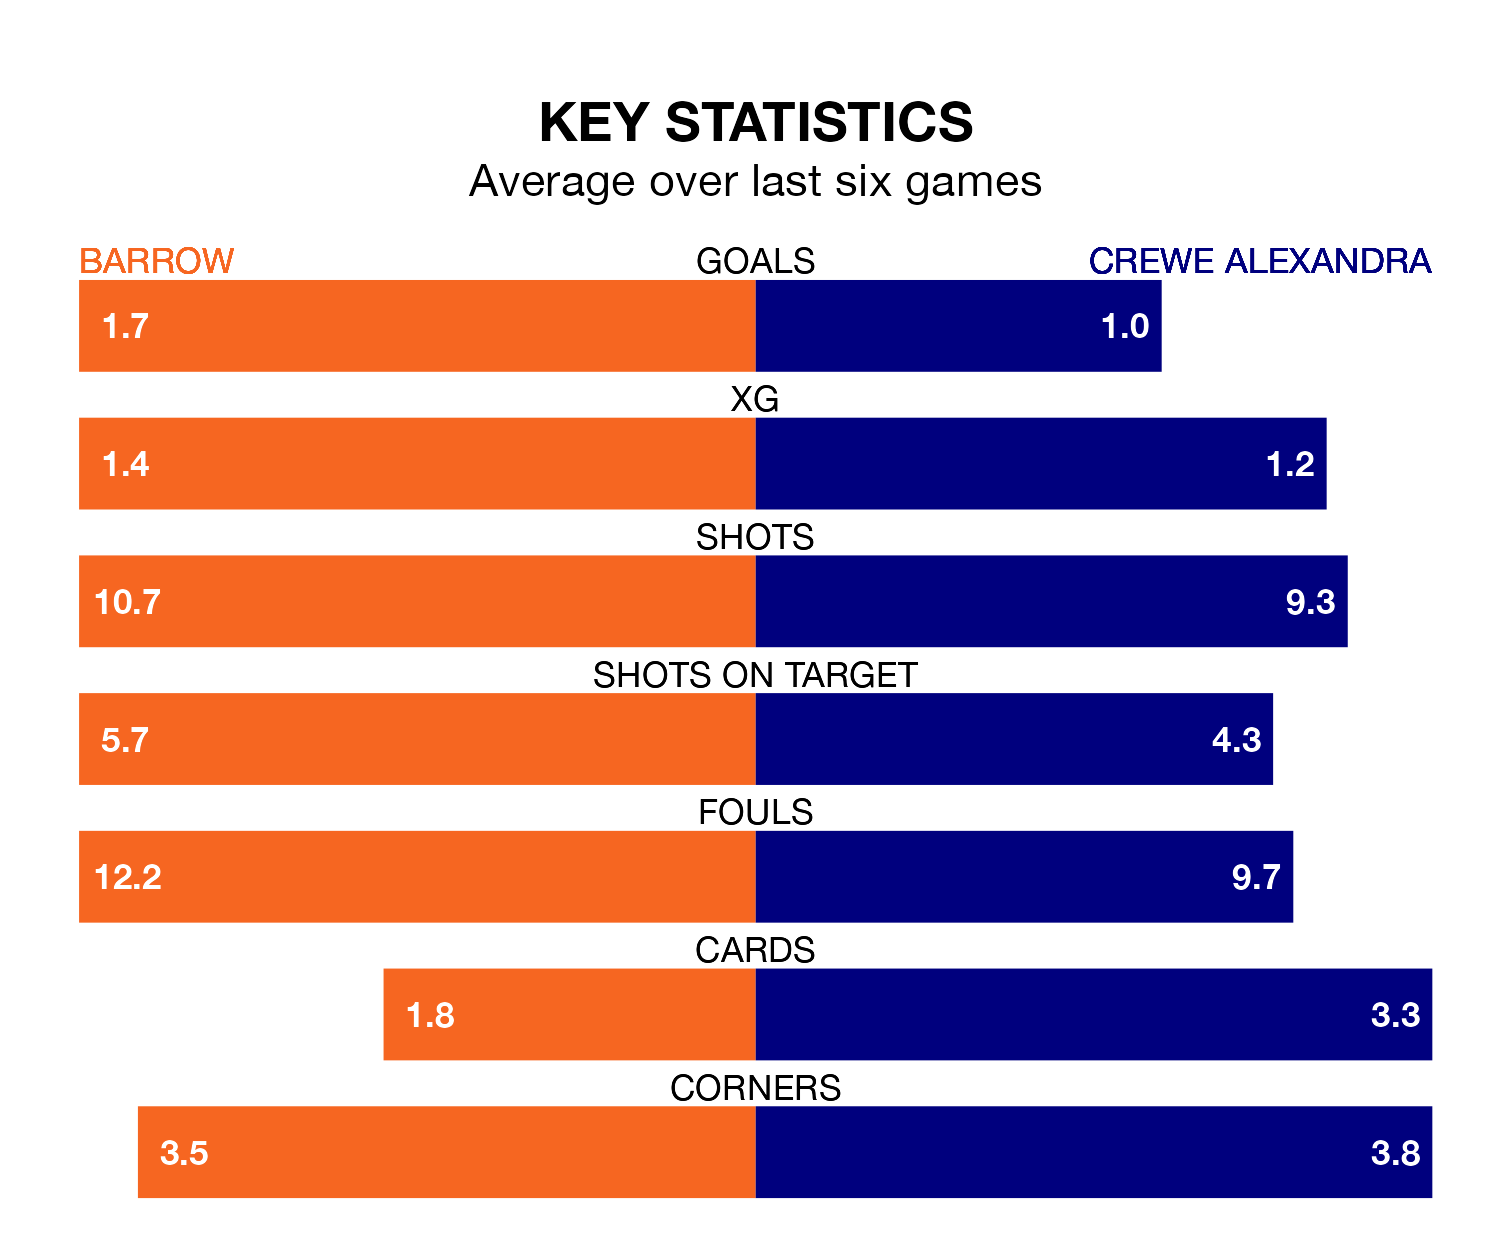 KEY STATISTICS
Average over last six games
BARROW GOALS CREWE ALEXANDRA
1.7 1.0
XG
1.4 1.2
SHOTS
10.7 9.3
SHOTS ON TARGET
5.7 4.3
FOULS
12.2 9.7
CARDS
1.8 3.3
CORNERS
3.5 3.8